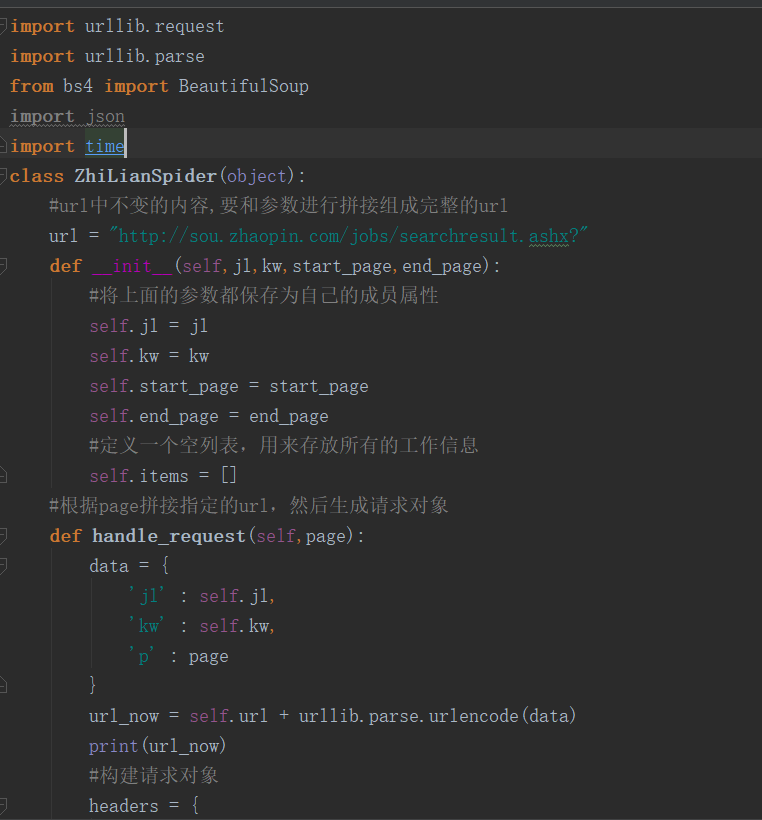 import urllib.request
import urllib.parse
from bs4 import BeautifulSoup
import json
import time
class ZhiLianSpider(object):
    #url中不变的内容,要和参数进行拼接组成完整的url
    url = "http://sou.zhaopin.com/jobs/searchresult.ashx?"
    def __init__(self,jl,kw,start_page,end_page):
        #将上面的参数都保存为自己的成员属性
        self.jl = jl
        self.kw = kw
        self.start_page = start_page
        self.end_page = end_page
        #定义一个空列表，用来存放所有的工作信息
        self.items = []
    #根据page拼接指定的url，然后生成请求对象
    def handle_request(self,page):
        data = {
            'jl' : self.jl,
            'kw' : self.kw,
            'p' : page
        }
        url_now = self.url + urllib.parse.urlencode(data)
        print(url_now)
        #构建请求对象
        headers = {